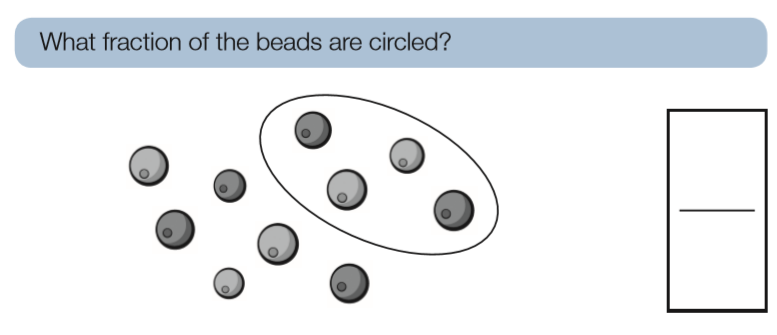 What fraction of the beads are circled?